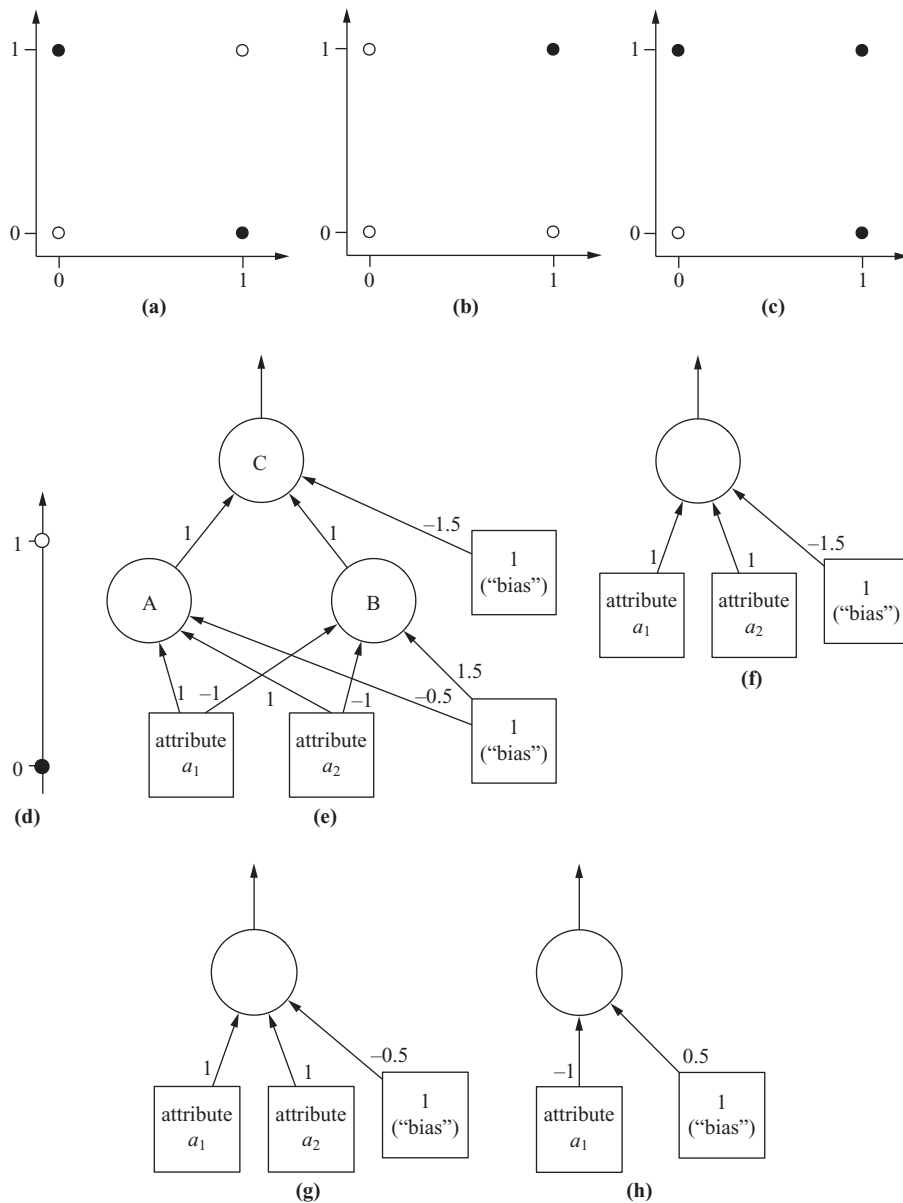 1
0
0
1
(a)
1
0
0
1
(b)
1
0
0
1
(c)
1
0
(d)
C
1
1
–1.5
1
(“bias”)
A
B
1
–1
1
–1
–0.5
1.5
attribute
a1
attribute
a2
1
(“bias”)
(e)
1
1
–1.5
attribute
a1
attribute
a2
1
(“bias”)
(f)
1
1
–0.5
attribute
a1
attribute
a2
1
(“bias”)
(g)
–1
0.5
attribute
a1
1
(“bias”)
(h)